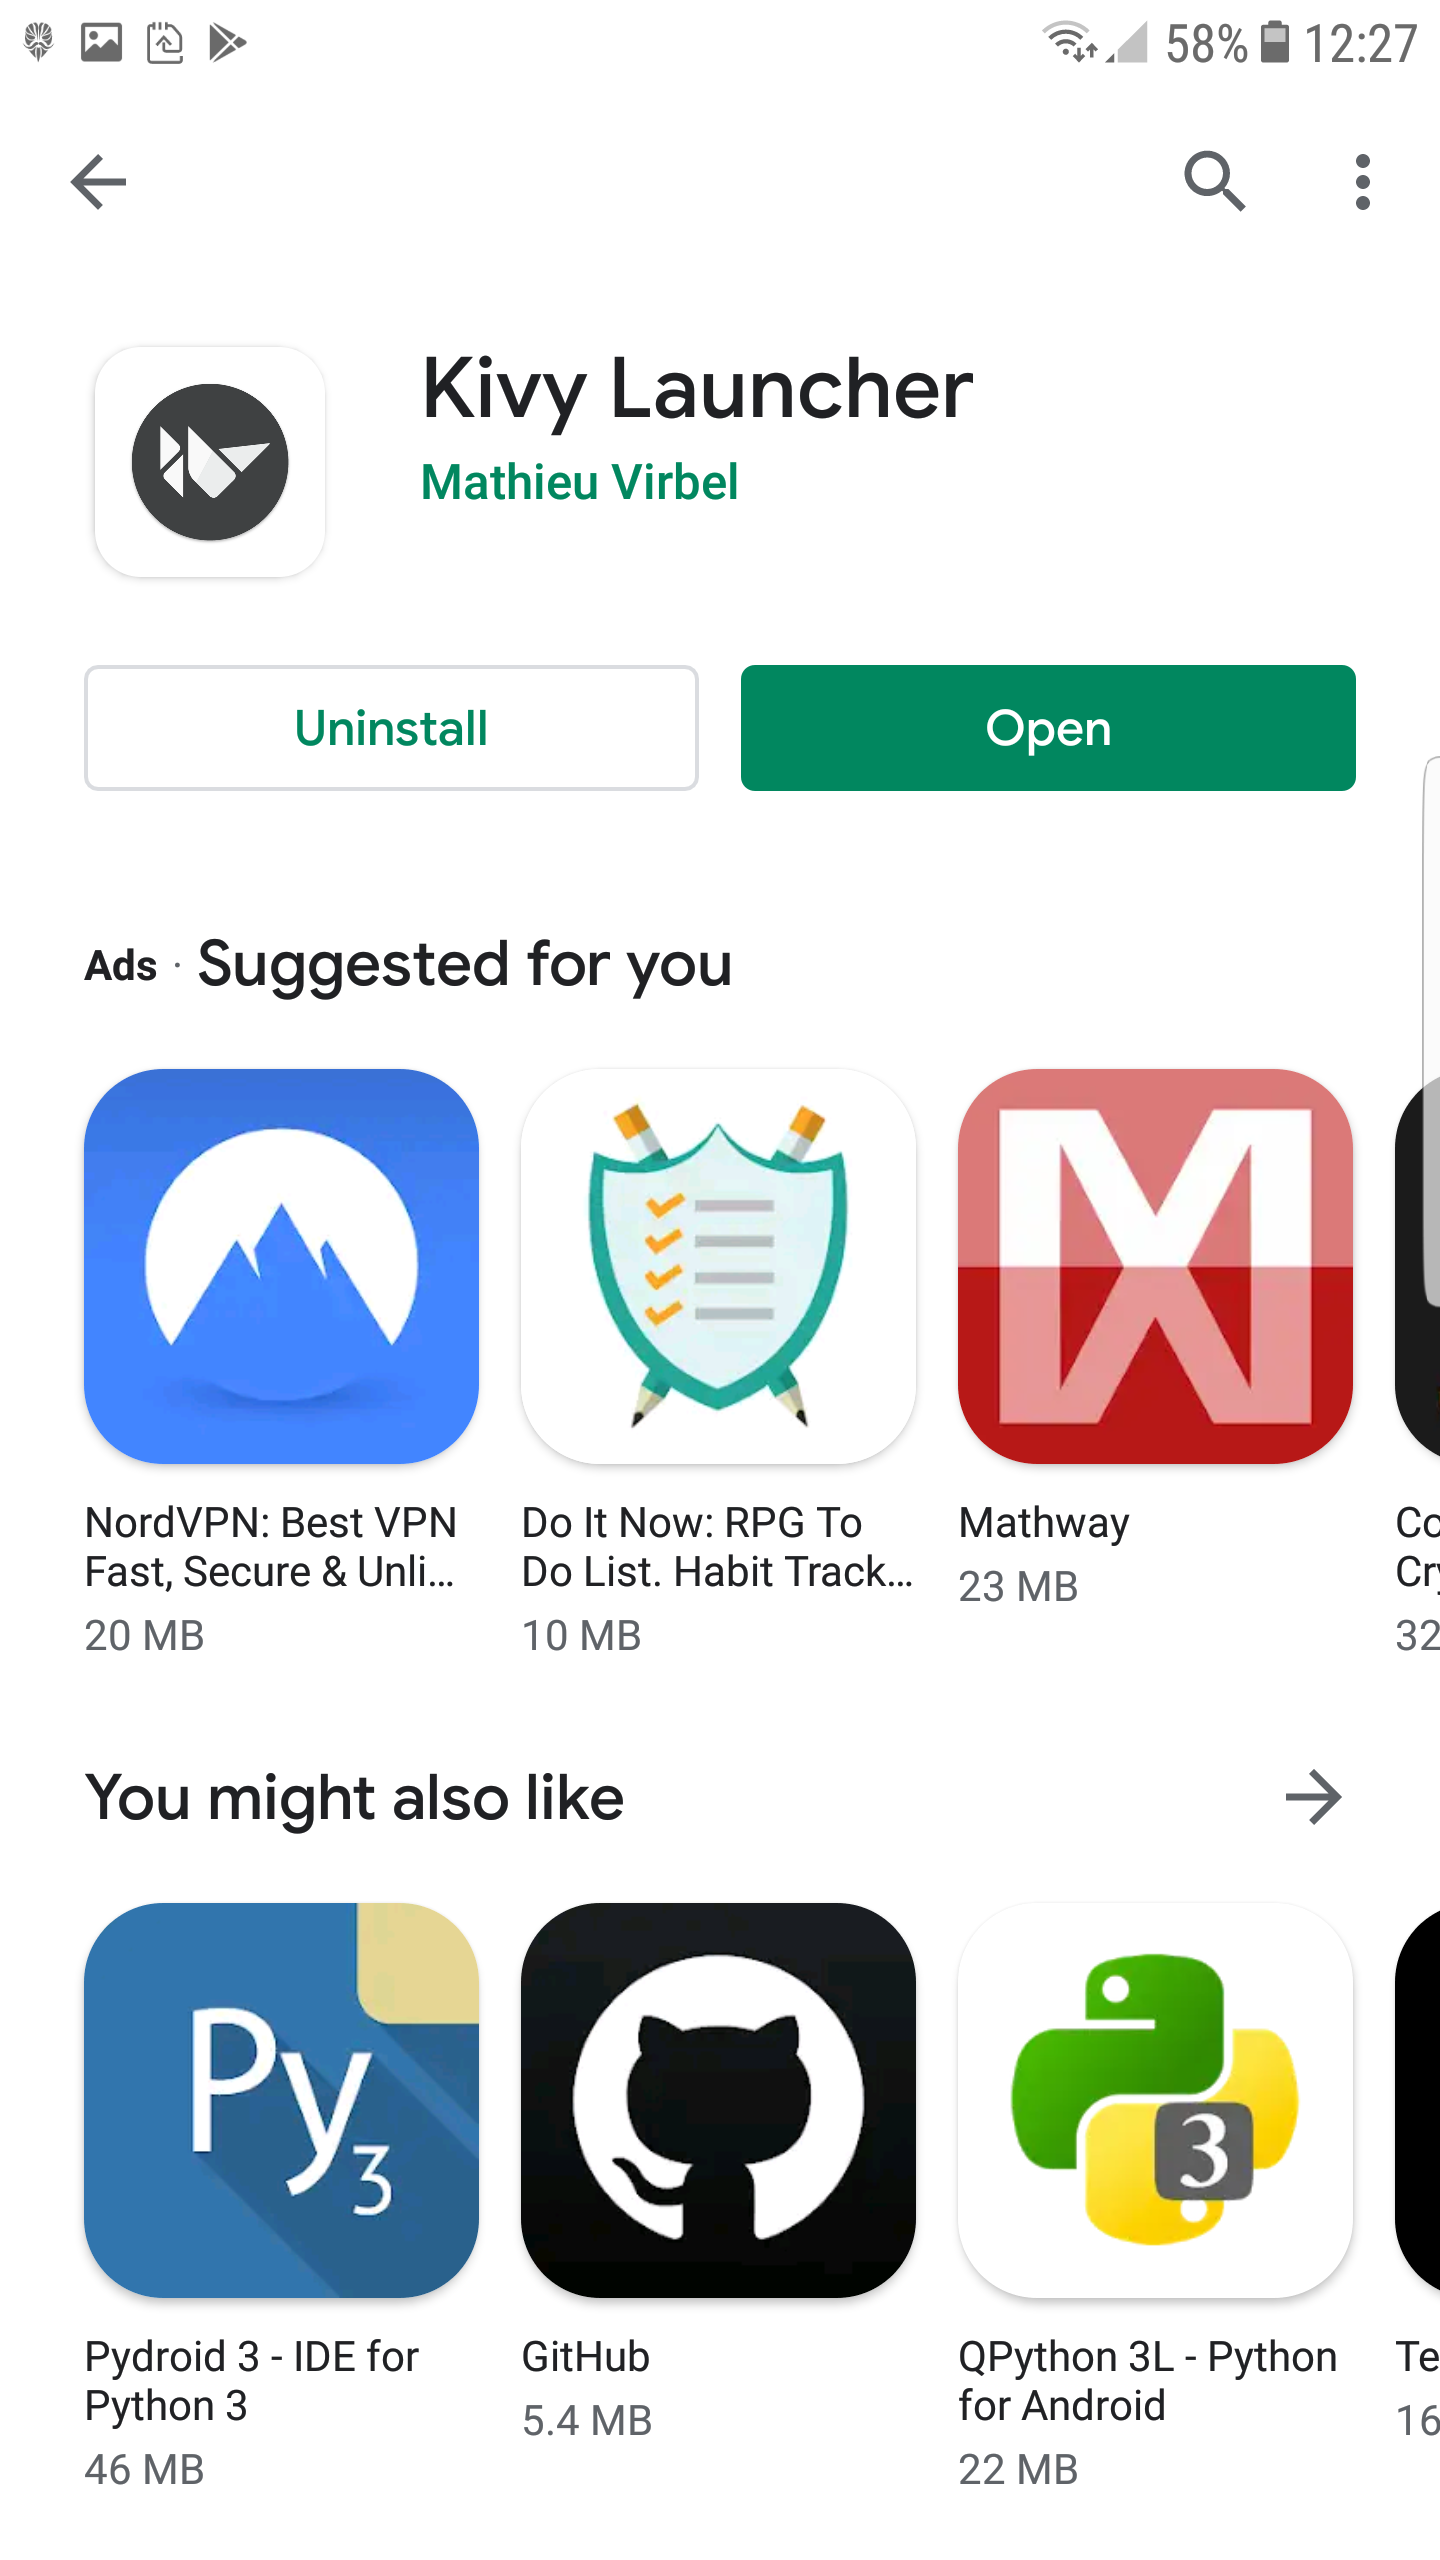 58% 12:27
Kivy Launcher
Mathieu Virbel
Uninstall
Open
Ads · Suggested for you
NordVPN: Best VPN
Fast, Secure & Unli...
20 MB
Do It Now: RPG To
Do List. Habit Track...
10 MB
Mathway
23 MB
Co
Cry
32
You might also like
Py3
3
Pydroid 3 - IDE for
Python 3
46 MB
GitHub
5.4 MB
QPython 3L - Python
for Android
22 MB
Te
16